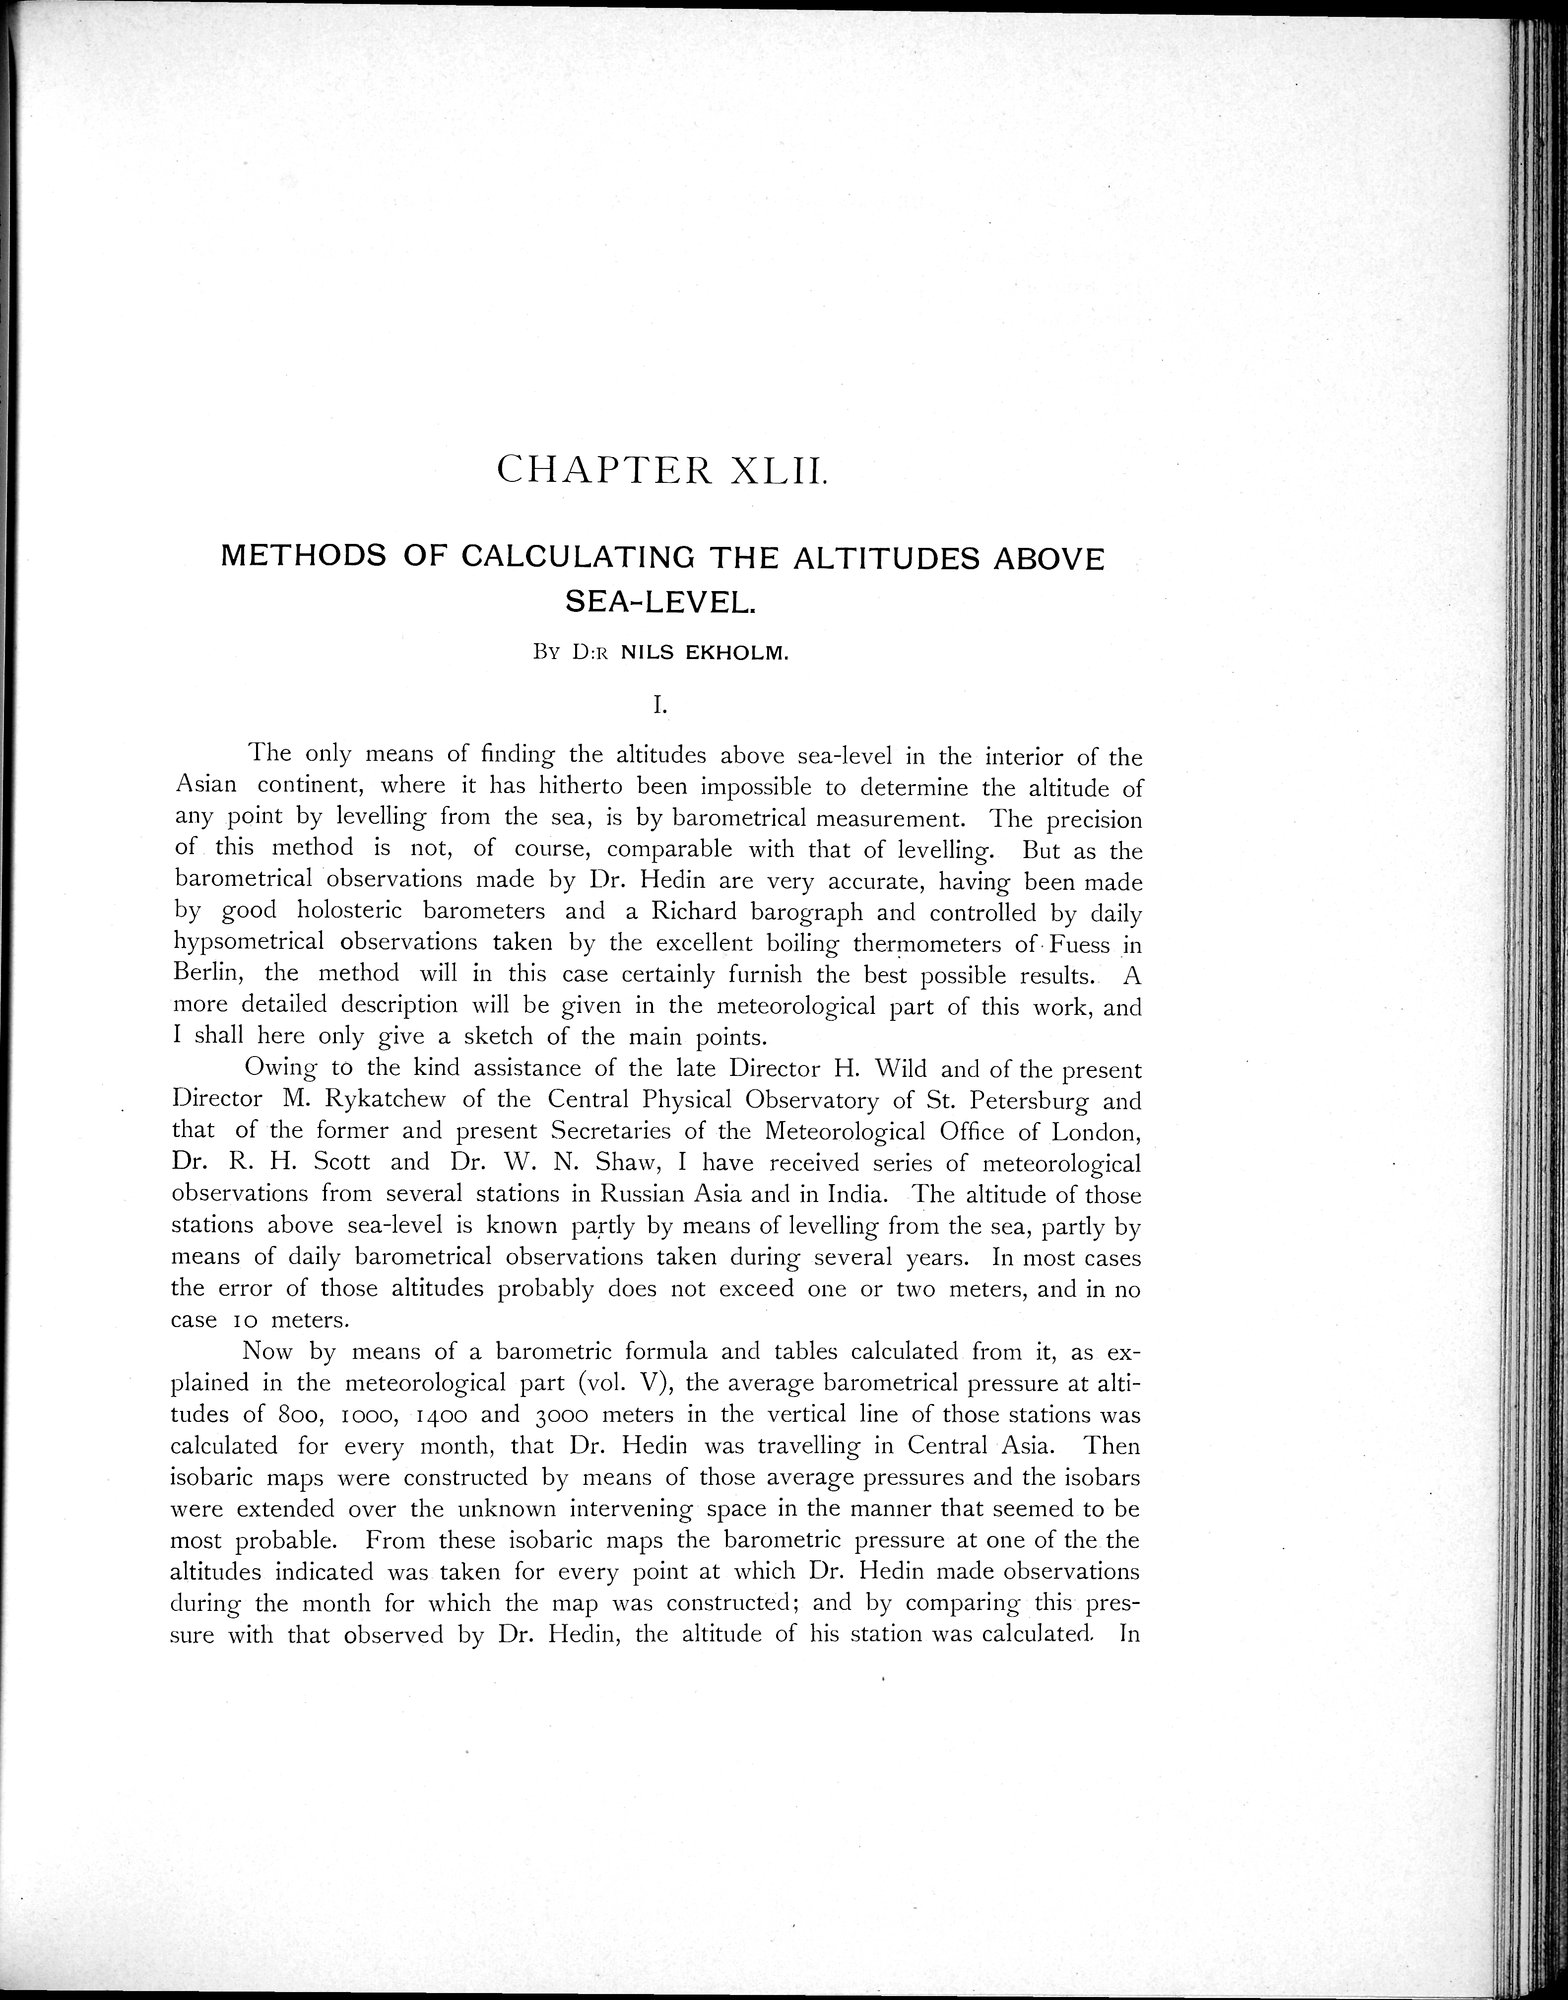 CHAPTER XLII.
METHODS OF CALCULATING THE ALTITUDES ABOVE
SEA-LEVEL.
By D:r NILS EKHOLM.
I.
The only means of finding the altitudes above sea-level in the interior of the
Asian continent, where it has hitherto been impossible to determine the altitude of
any point by levelling from the sea, is by barometrical measurement. The precision
of this method is not, of course, comparable with that of levelling. But as the
barometrical observations made by Dr. Hedin are very accurate, having been made
by good holosteric barometers and a Richard barograph and controlled by daily
hypsometrical observations taken by the excellent boiling thermometers of Fuess in
Berlin, the method will in this case certainly furnish the best possible results. A
more detailed description will be given in the meteorological part of this work, and
I shall here only give a sketch of the main points.
Owing to the kind assistance of the late Director H. Wild and of the present
Director M. Rykatchew of the Central Physical Observatory of St. Petersburg and
that of the former and present Secretaries of the Meteorological Office of London,
Dr. R. H. Scott and Dr. W. N. Shaw, I have received series of meteorological
observations from several stations in Russian Asia and in India. The altitude of those
stations above sea-level is known partly by means of levelling from the sea, partly by
means of daily barometrical observations taken during several years. In most cases
the error of those altitudes probably does not exceed one or two meters, and in no
case 10 meters.
Now by means of a barometric formula and tables calculated from it, as ex-
plained in the meteorological part (vol. V), the average barometrical pressure at alti-
tudes of 800, 1000, 1400 and 3000 meters in the vertical line of those stations was
calculated for every month, that Dr. Hedin was travelling in Central Asia. Then
isobaric maps were constructed by means of those average pressures and the isobars
were extended over the unknown intervening space in the manner that seemed to be
most probable. From these isobaric maps the barometric pressure at one of the the
altitudes indicated was taken for every point at which Dr. Hedin made observations
during the month for which the map was constructed; and by comparing this pres-
sure with that observed by Dr. Hedin, the altitude of his station was calculated. In